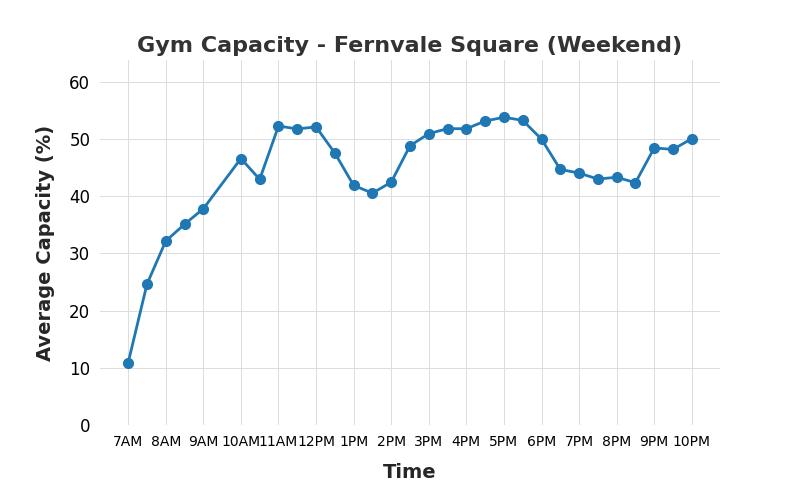 Gym Capacity - Fernvale Square (Weekend)
Average Capacity (%)
60
50
40
30
20
10
0
7AM 8AM 9AM 10AM 11AM 12PM 1PM 2PM 3PM 4PM 5PM 6PM 7PM 8PM 9PM 10PM
Time